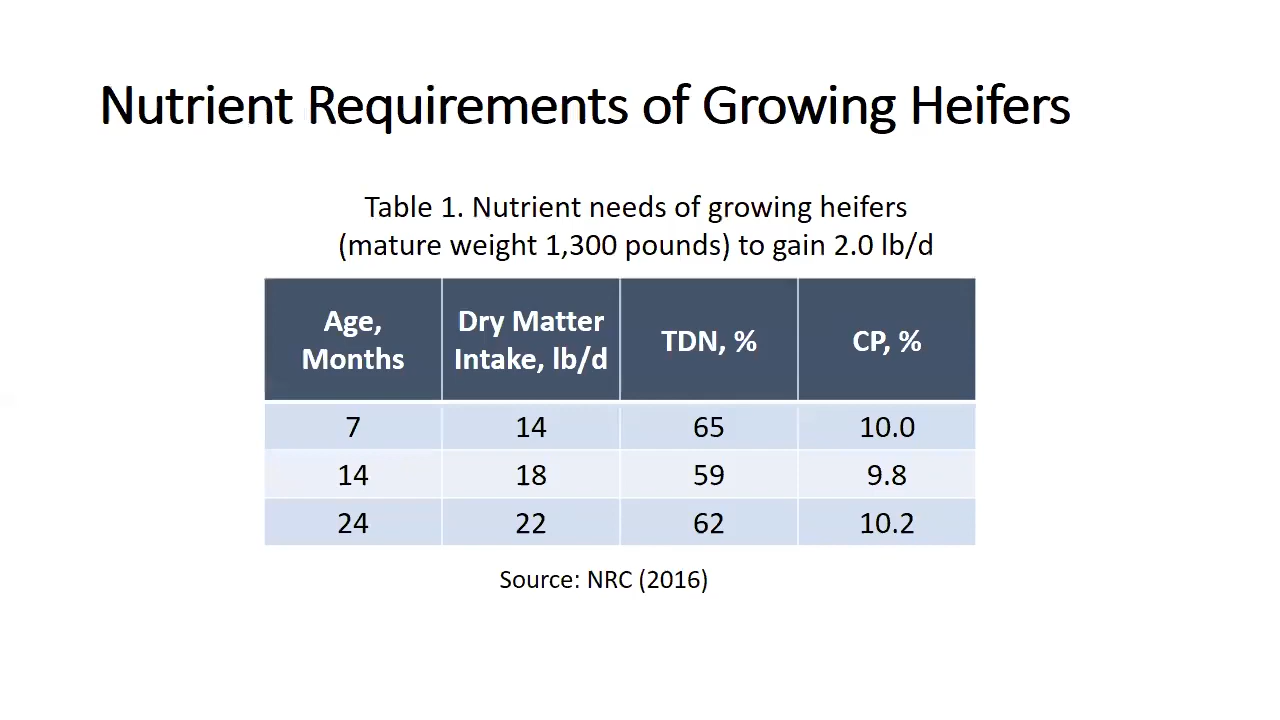 Nutrient Requirements of Growing Heifers
Table 1. Nutrient needs of growing heifers
(mature weight 1,300 pounds) to gain 2.0 lb/d
Age, Months | Dry Matter Intake, lb/d | TDN, % | CP, %
7 | 14 | 65 | 10.0
14 | 18 | 59 | 9.8
24 | 22 | 62 | 10.2
Source: NRC (2016)